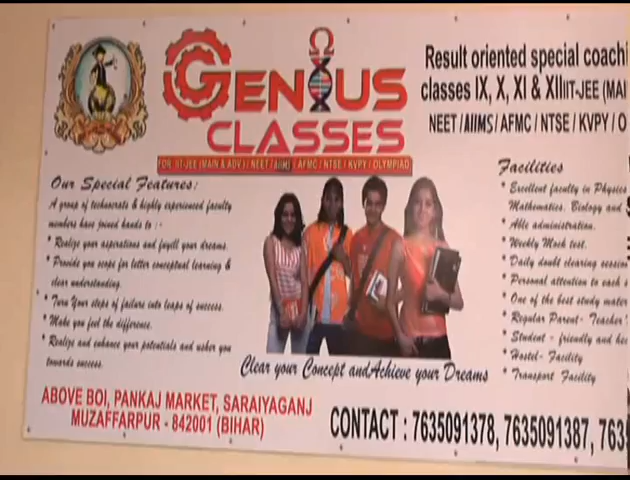 GENIUS
CLASSES
FOR : IIT-JEE (MAIN & ADV.) / NEET / AIIMS / AFMC / NTSE / KVPY / OLYMPIAD
Result oriented special coachi
classes IX, X, XI & XII IIT-JEE (MAI
NEET / AIIMS / AFMC / NTSE / KVPY / O
Our Special Features:
A group of technocrats & highly experienced faculty
members have joined hands to :-
* Realize your aspirations and fuyill your dreams.
* Provide you scope for letter conceptual learning &
clear understanding.
* Turn Your steps of failure into leaps of success.
* Make you feel the difference.
* Realize and enhance your potentials and usher you
towards success.
Facilities
* Excellent faculty in Physics
Mathematics, Biology and
* Able administration.
* Weekly Mock test.
* Daily doubt clearing session
* Personal attention to each s
* One of the best study mater
* Regular Parent- Teacher's
* Student - friendly and
* Hostel- Facility
* Transport Facility
Clear your Concept and Achieve your Dreams
ABOVE BOI, PANKAJ MARKET, SARAIYAGANJ
MUZAFFARPUR - 842001 (BIHAR)
CONTACT : 7635091378, 7635091387, 7635